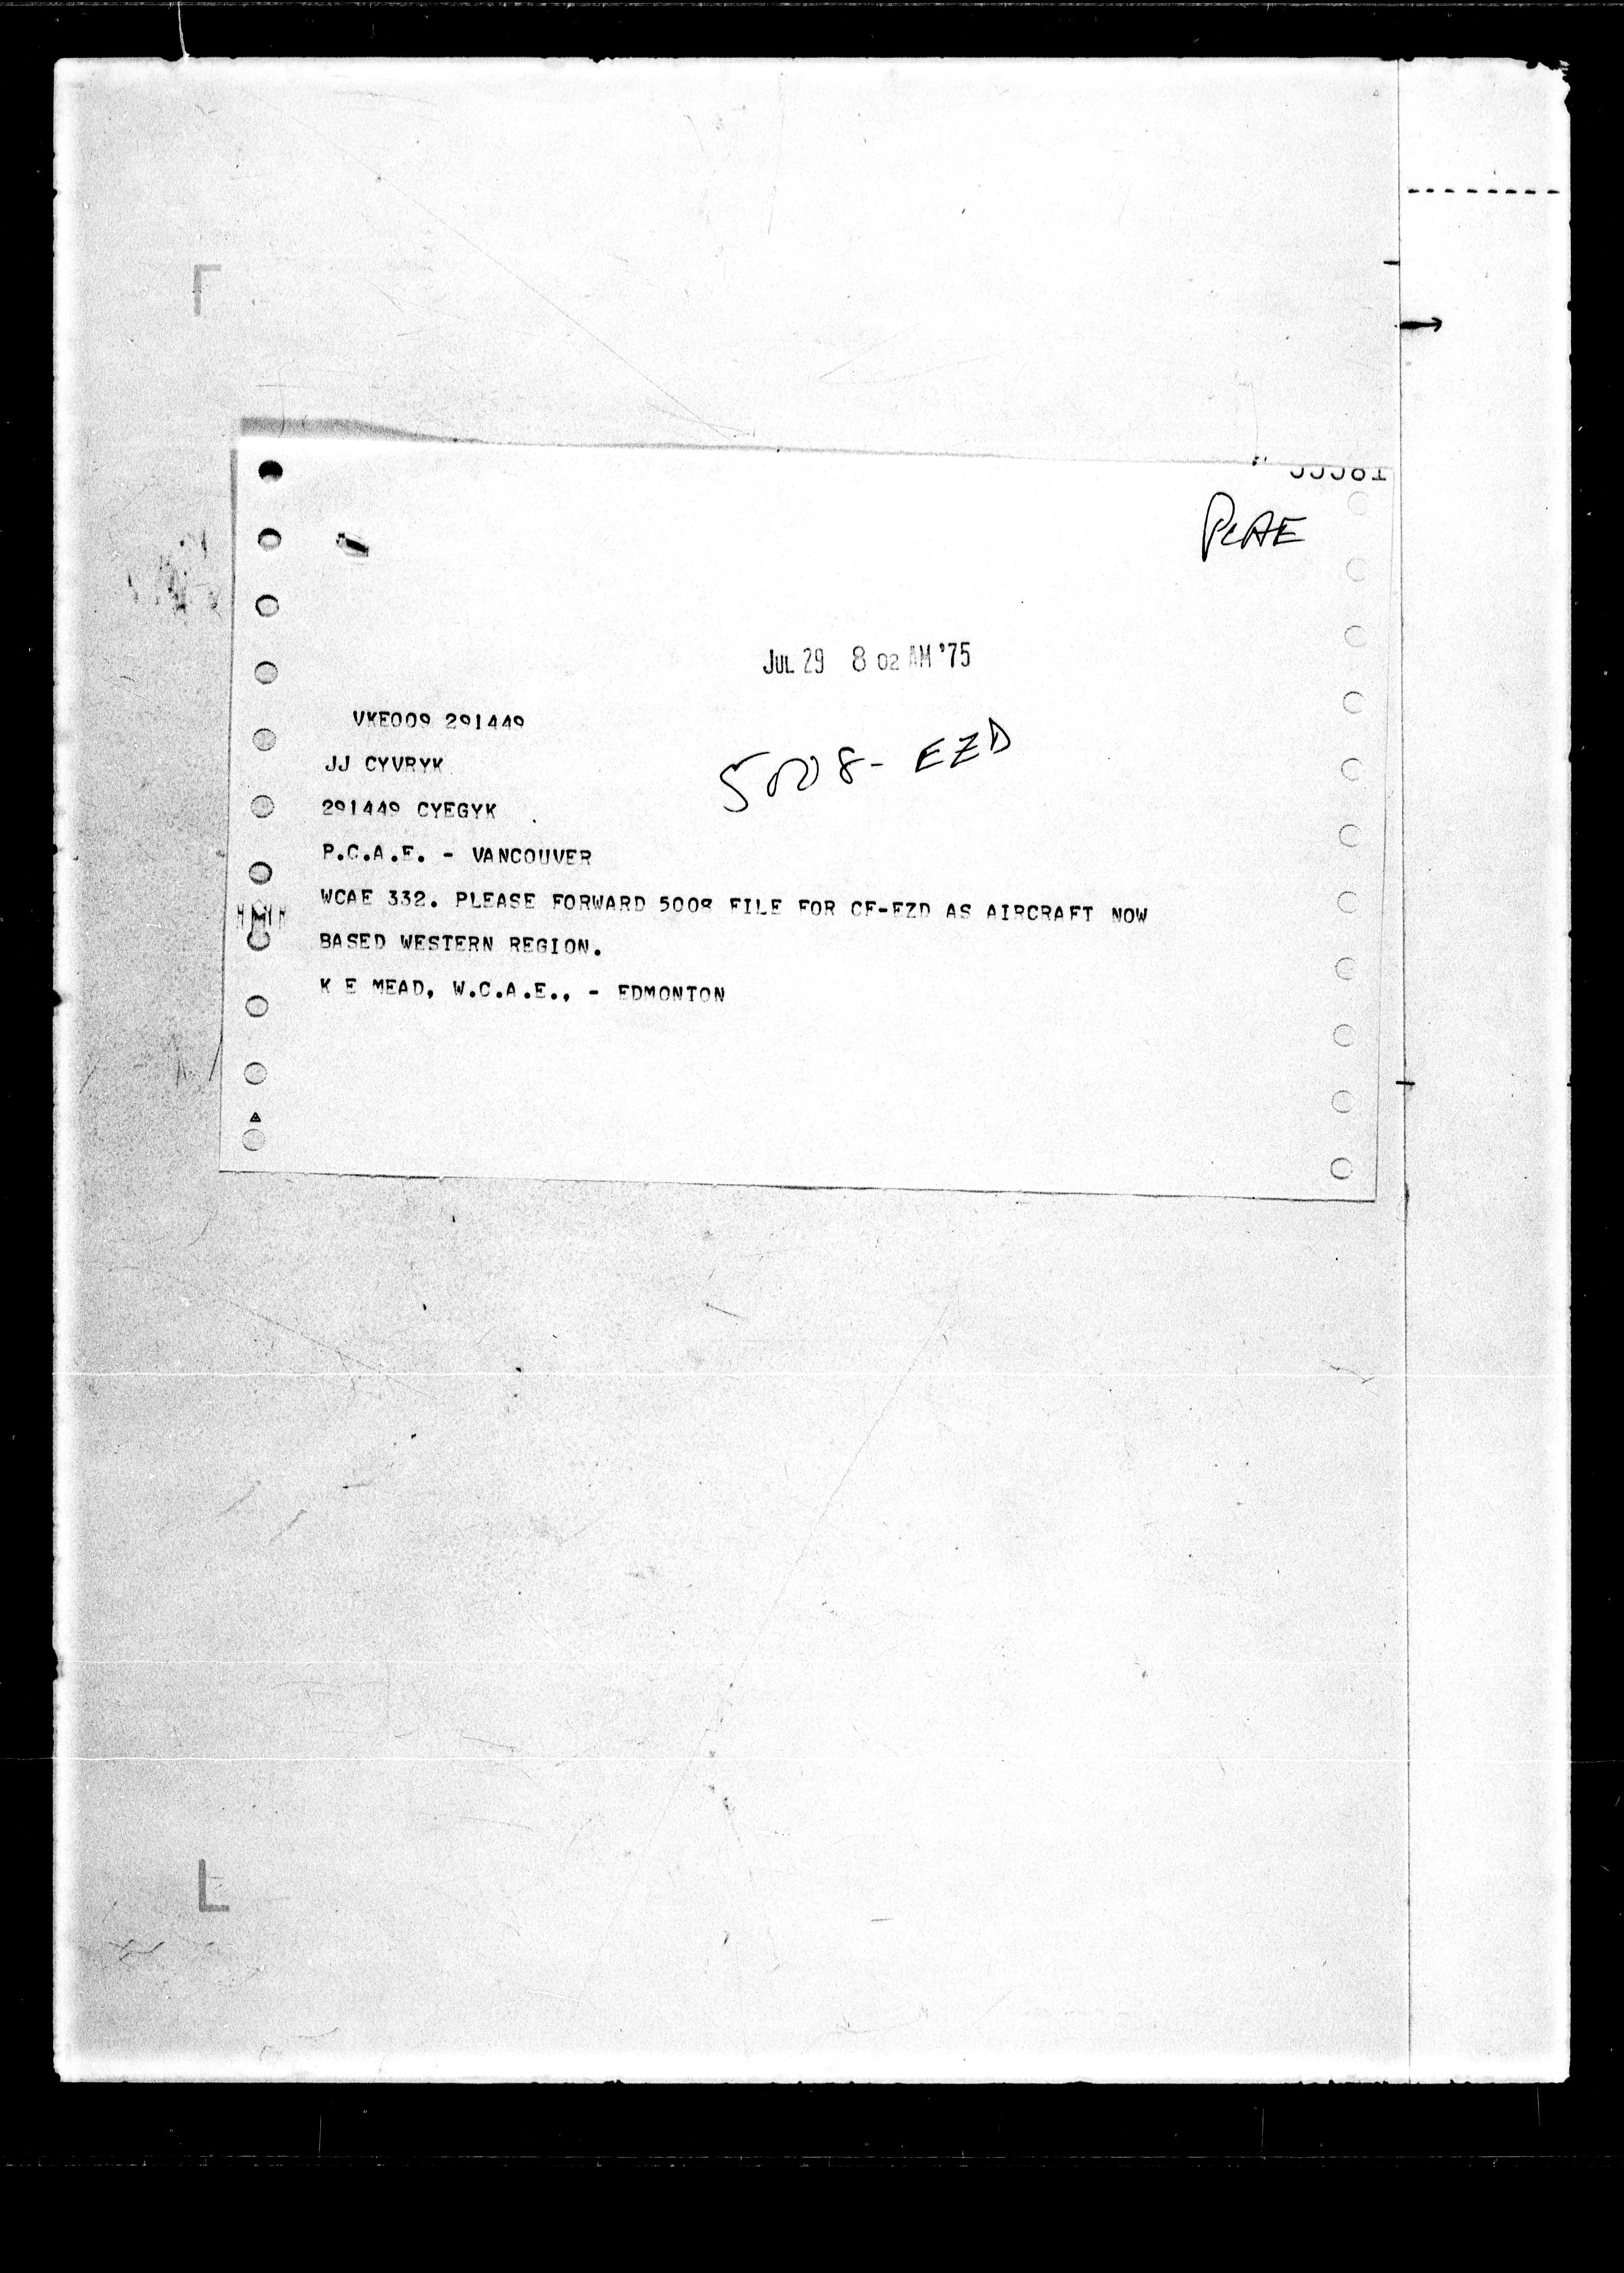 PCAE
JUL 29 8 02 AM '75
VKE009 291449
5008- EZD
JJ CYVRYK
291449 CYEGYK
P.C.A.E. - VANCOUVER
WCAE 332. PLEASE FORWARD 5008 FILE FOR CF-EZD AS AIRCRAFT NOW
BASED WESTERN REGION.
K E MEAD, W.C.A.E., - EDMONTON